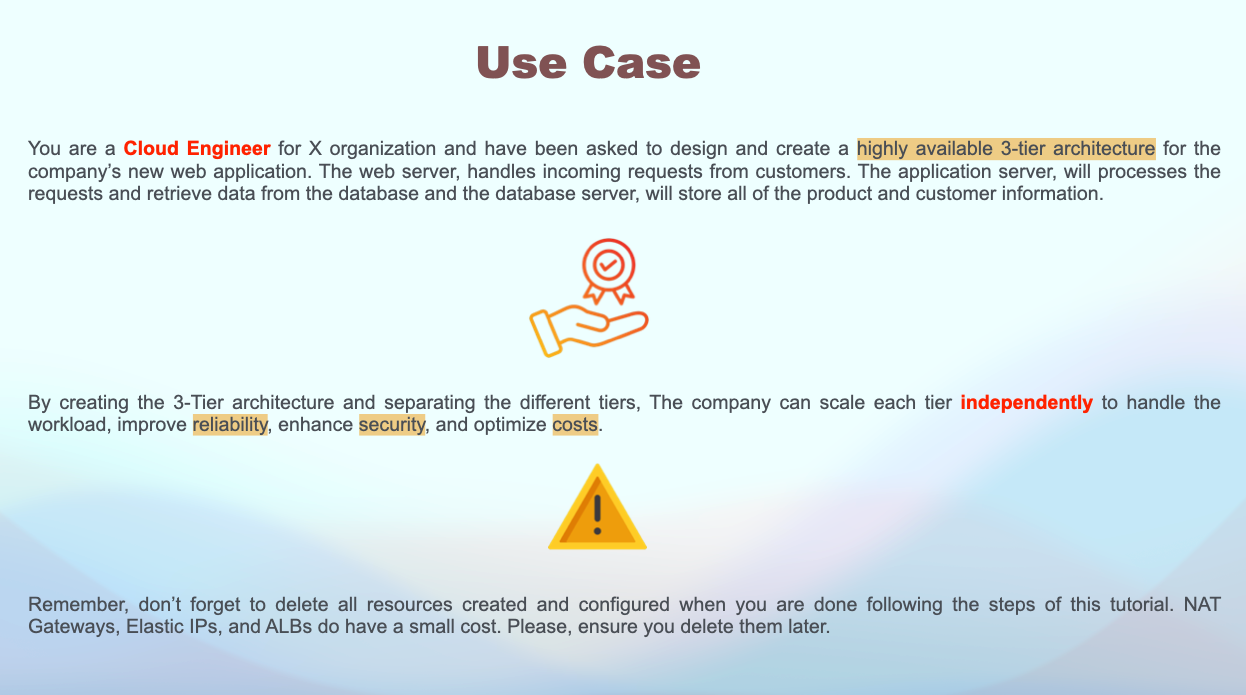 Use Case
You are a Cloud Engineer for X organization and have been asked to design and create a highly available 3-tier architecture for the
company’s new web application. The web server, handles incoming requests from customers. The application server, will processes the
requests and retrieve data from the database and the database server, will store all of the product and customer information.
By creating the 3-Tier architecture and separating the different tiers, The company can scale each tier independently to handle the
workload, improve reliability, enhance security, and optimize costs.
Remember, don’t forget to delete all resources created and configured when you are done following the steps of this tutorial. NAT
Gateways, Elastic IPs, and ALBs do have a small cost. Please, ensure you delete them later.